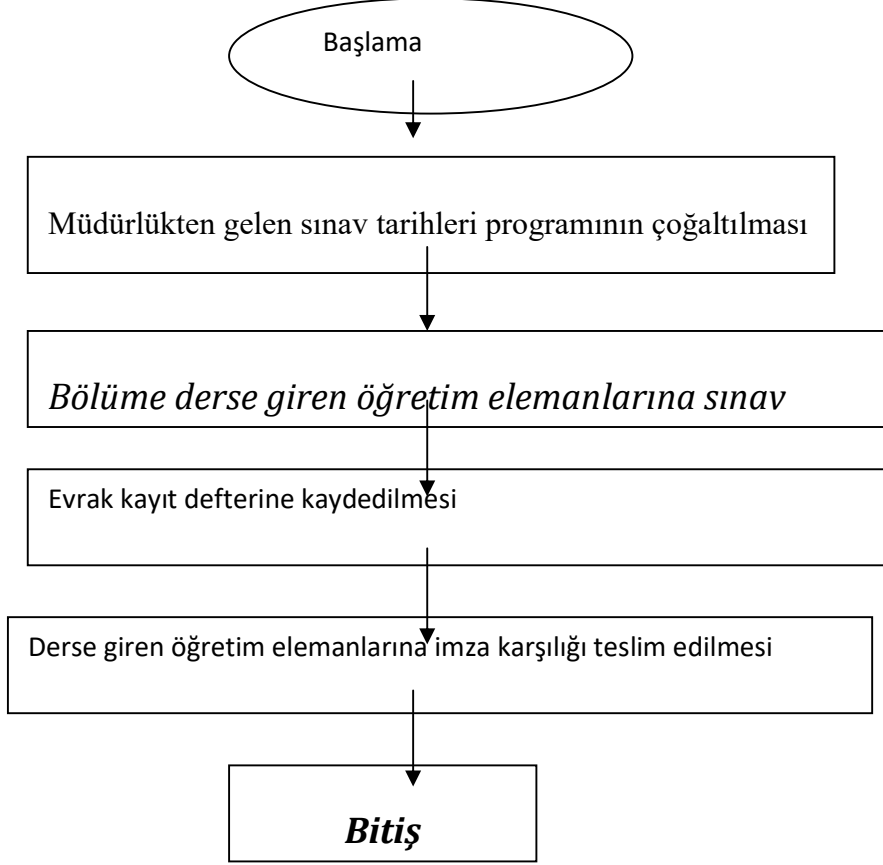 Başlama
Müdürlükten gelen sınav tarihleri programının çoğaltılması
Bölüme derse giren öğretim elemanlarına sınav
Evrak kayıt defterine kaydedilmesi
Derse giren öğretim elemanlarına imza karşılığı teslim edilmesi
Bitiş